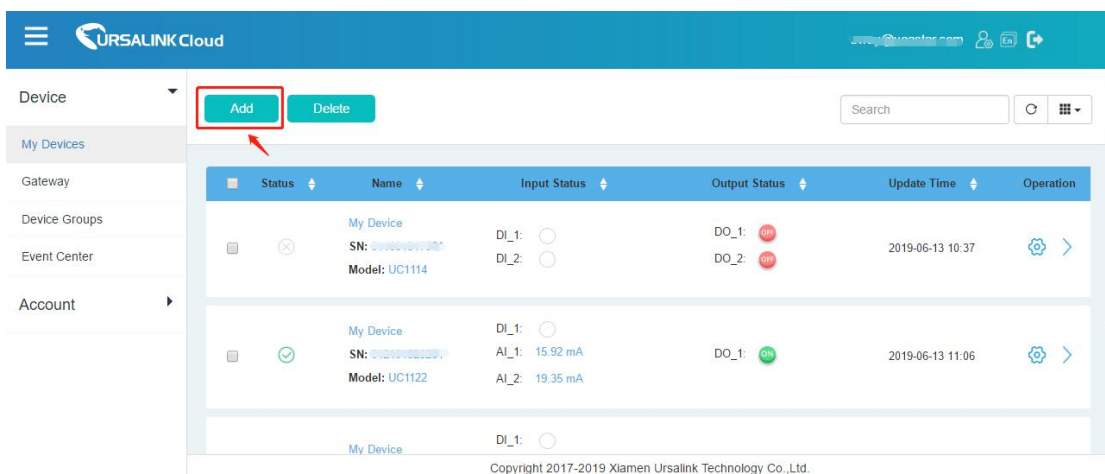 URSALINK Cloud
En
Device
Add
Delete
Search
My Devices
Gateway
Device Groups
Event Center
Account
Status Name Input Status Output Status Update Time Operation
My Device
SN:
Model: UC1114
DI_1:
DI_2:
DO_1: OFF
DO_2: OFF
2019-06-13 10:37
My Device
SN:
Model: UC1122
DI_1:
AI_1: 15.92 mA
AI_2: 19.35 mA
DO_1: ON
2019-06-13 11:06
My Device
DI_1:
Copyright 2017-2019 Xiamen Ursalink Technology Co.,Ltd.